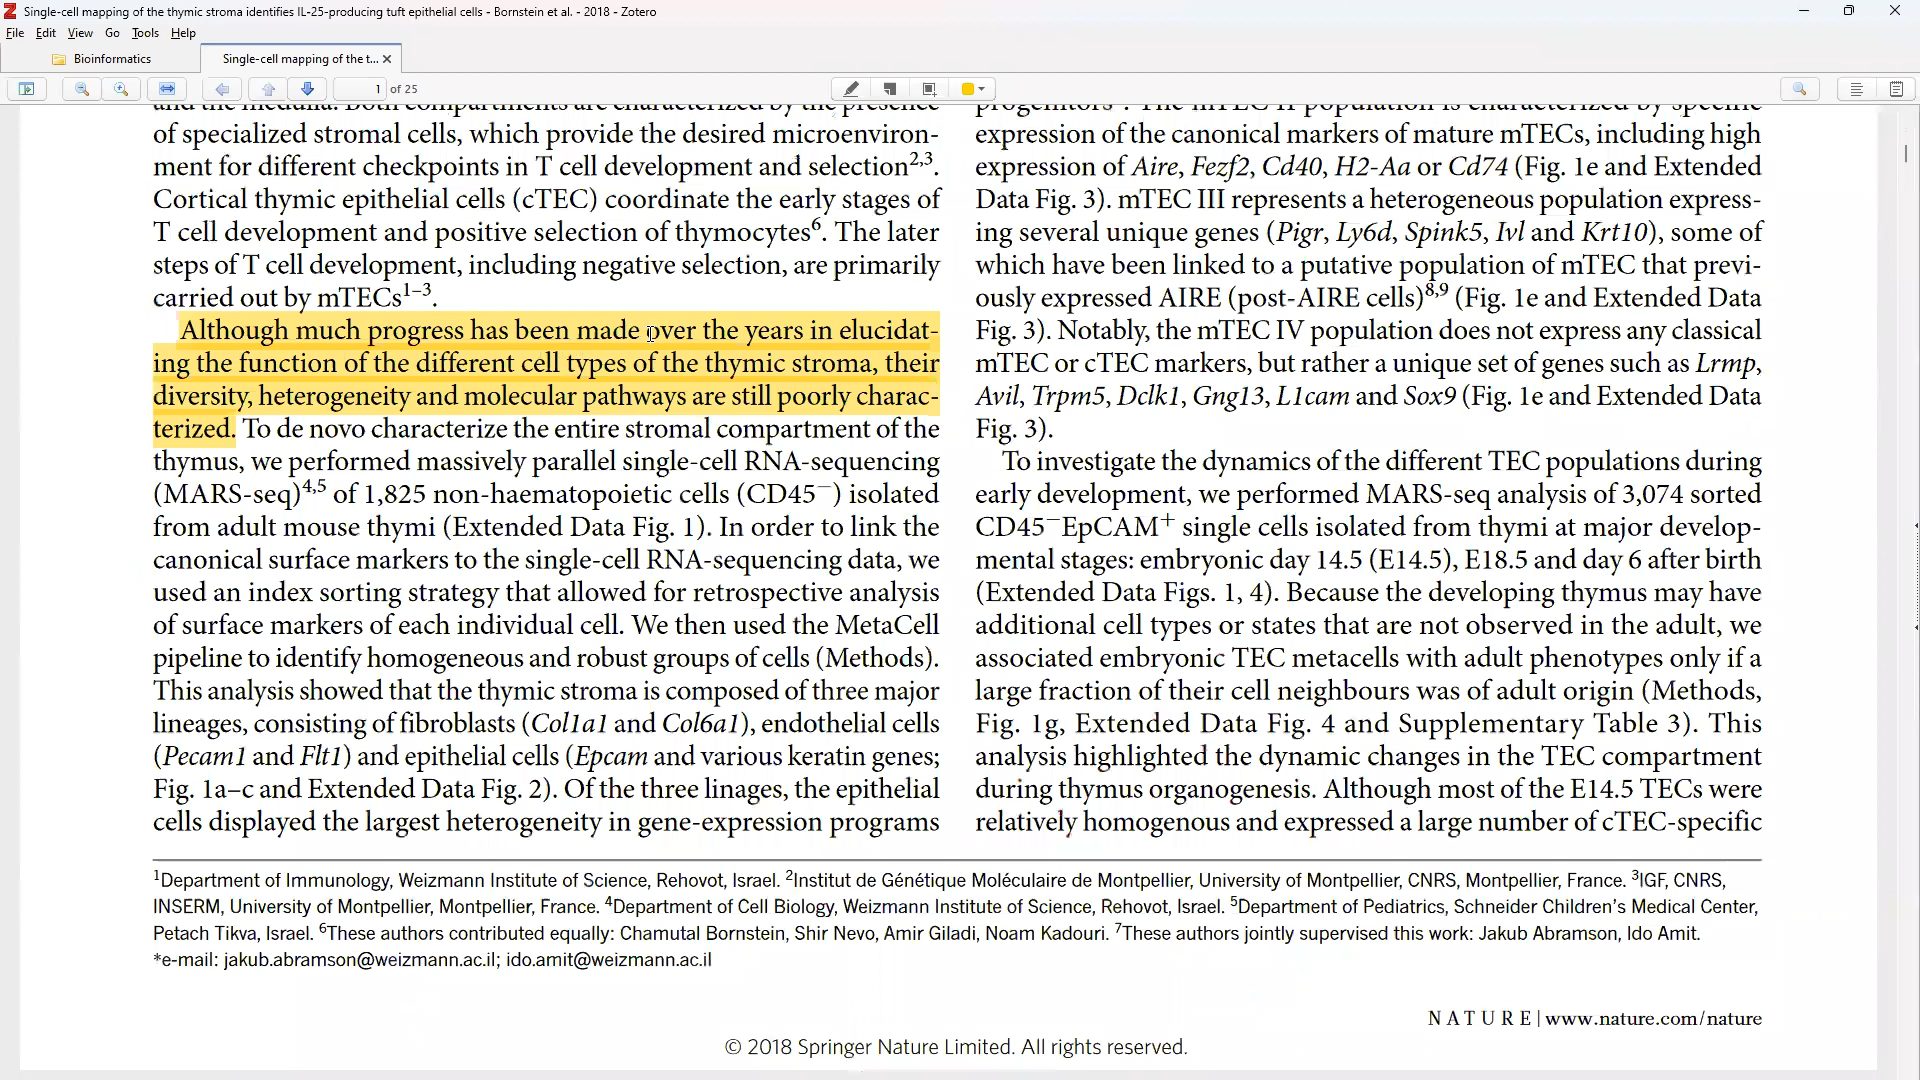 Single-cell mapping of the thymic stroma identifies IL-25-producing tuft epithelial cells - Bornstein et al. - 2018 - Zotero
File Edit View Go Tools Help
Bioinformatics
Single-cell mapping of the t...
1 of 25
and the medulla. Both compartments are characterized by the presence
of specialized stromal cells, which provide the desired microenviron-
ment for different checkpoints in T cell development and selection2,3.
Cortical thymic epithelial cells (cTEC) coordinate the early stages of
T cell development and positive selection of thymocytes6. The later
steps of T cell development, including negative selection, are primarily
carried out by mTECs1–3.
Although much progress has been made over the years in elucidat-
ing the function of the different cell types of the thymic stroma, their
diversity, heterogeneity and molecular pathways are still poorly charac-
terized. To de novo characterize the entire stromal compartment of the
thymus, we performed massively parallel single-cell RNA-sequencing
(MARS-seq)4,5 of 1,825 non-haematopoietic cells (CD45−) isolated
from adult mouse thymi (Extended Data Fig. 1). In order to link the
canonical surface markers to the single-cell RNA-sequencing data, we
used an index sorting strategy that allowed for retrospective analysis
of surface markers of each individual cell. We then used the MetaCell
pipeline to identify homogeneous and robust groups of cells (Methods).
This analysis showed that the thymic stroma is composed of three major
lineages, consisting of fibroblasts (Col1a1 and Col6a1), endothelial cells
(Pecam1 and Flt1) and epithelial cells (Epcam and various keratin genes;
Fig. 1a–c and Extended Data Fig. 2). Of the three linages, the epithelial
cells displayed the largest heterogeneity in gene-expression programs
progenitors. The mTEC II population is characterized by specific
expression of the canonical markers of mature mTECs, including high
expression of Aire, Fezf2, Cd40, H2-Aa or Cd74 (Fig. 1e and Extended
Data Fig. 3). mTEC III represents a heterogeneous population express-
ing several unique genes (Pigr, Ly6d, Spink5, Ivl and Krt10), some of
which have been linked to a putative population of mTEC that previ-
ously expressed AIRE (post-AIRE cells)8,9 (Fig. 1e and Extended Data
Fig. 3). Notably, the mTEC IV population does not express any classical
mTEC or cTEC markers, but rather a unique set of genes such as Lrmp,
Avil, Trpm5, Dclk1, Gng13, L1cam and Sox9 (Fig. 1e and Extended Data
Fig. 3).
To investigate the dynamics of the different TEC populations during
early development, we performed MARS-seq analysis of 3,074 sorted
CD45−EpCAM+ single cells isolated from thymi at major develop-
mental stages: embryonic day 14.5 (E14.5), E18.5 and day 6 after birth
(Extended Data Figs. 1, 4). Because the developing thymus may have
additional cell types or states that are not observed in the adult, we
associated embryonic TEC metacells with adult phenotypes only if a
large fraction of their cell neighbours was of adult origin (Methods,
Fig. 1g, Extended Data Fig. 4 and Supplementary Table 3). This
analysis highlighted the dynamic changes in the TEC compartment
during thymus organogenesis. Although most of the E14.5 TECs were
relatively homogenous and expressed a large number of cTEC-specific
1Department of Immunology, Weizmann Institute of Science, Rehovot, Israel. 2Institut de Génétique Moléculaire de Montpellier, University of Montpellier, CNRS, Montpellier, France. 3IGF, CNRS,
INSERM, University of Montpellier, Montpellier, France. 4Department of Cell Biology, Weizmann Institute of Science, Rehovot, Israel. 5Department of Pediatrics, Schneider Children's Medical Center,
Petach Tikva, Israel. 6These authors contributed equally: Chamutal Bornstein, Shir Nevo, Amir Giladi, Noam Kadouri. 7These authors jointly supervised this work: Jakub Abramson, Ido Amit.
*e-mail: jakub.abramson@weizmann.ac.il; ido.amit@weizmann.ac.il
NATURE | www.nature.com/nature
© 2018 Springer Nature Limited. All rights reserved.